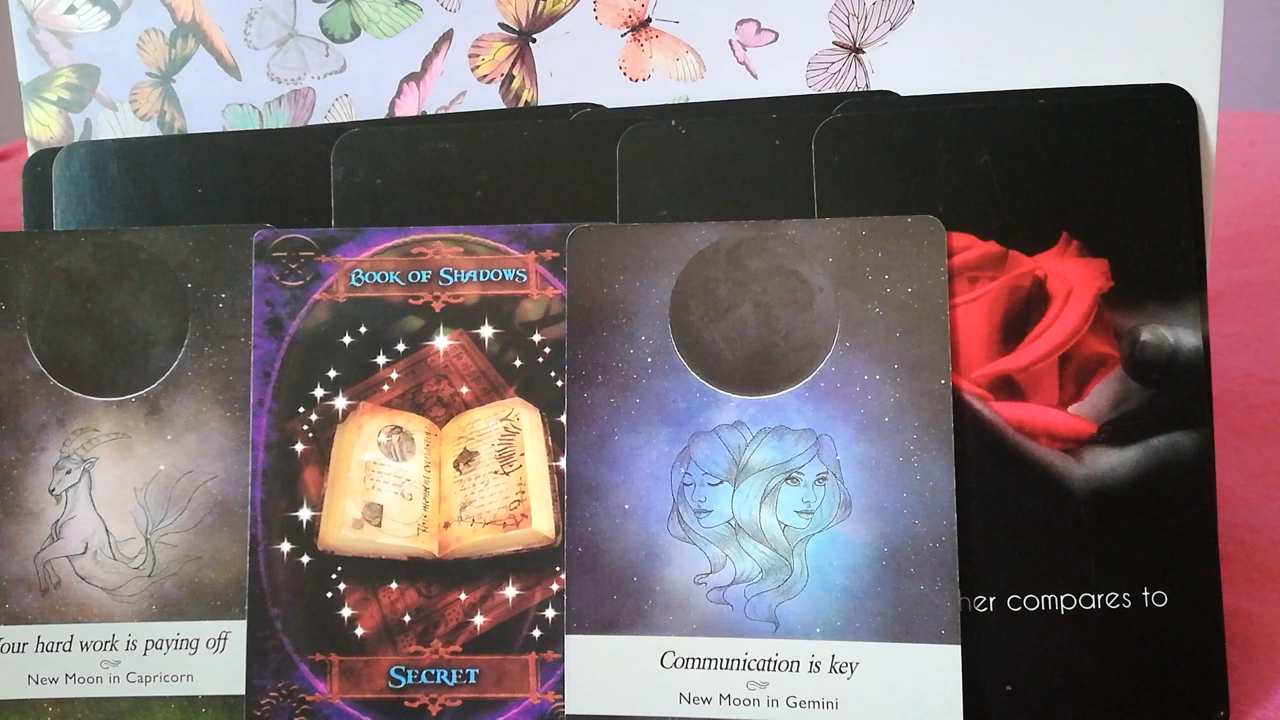 Your hard work is paying off
New Moon in Capricorn
Book of Shadows
Secret
Communication is key
New Moon in Gemini
her compares to